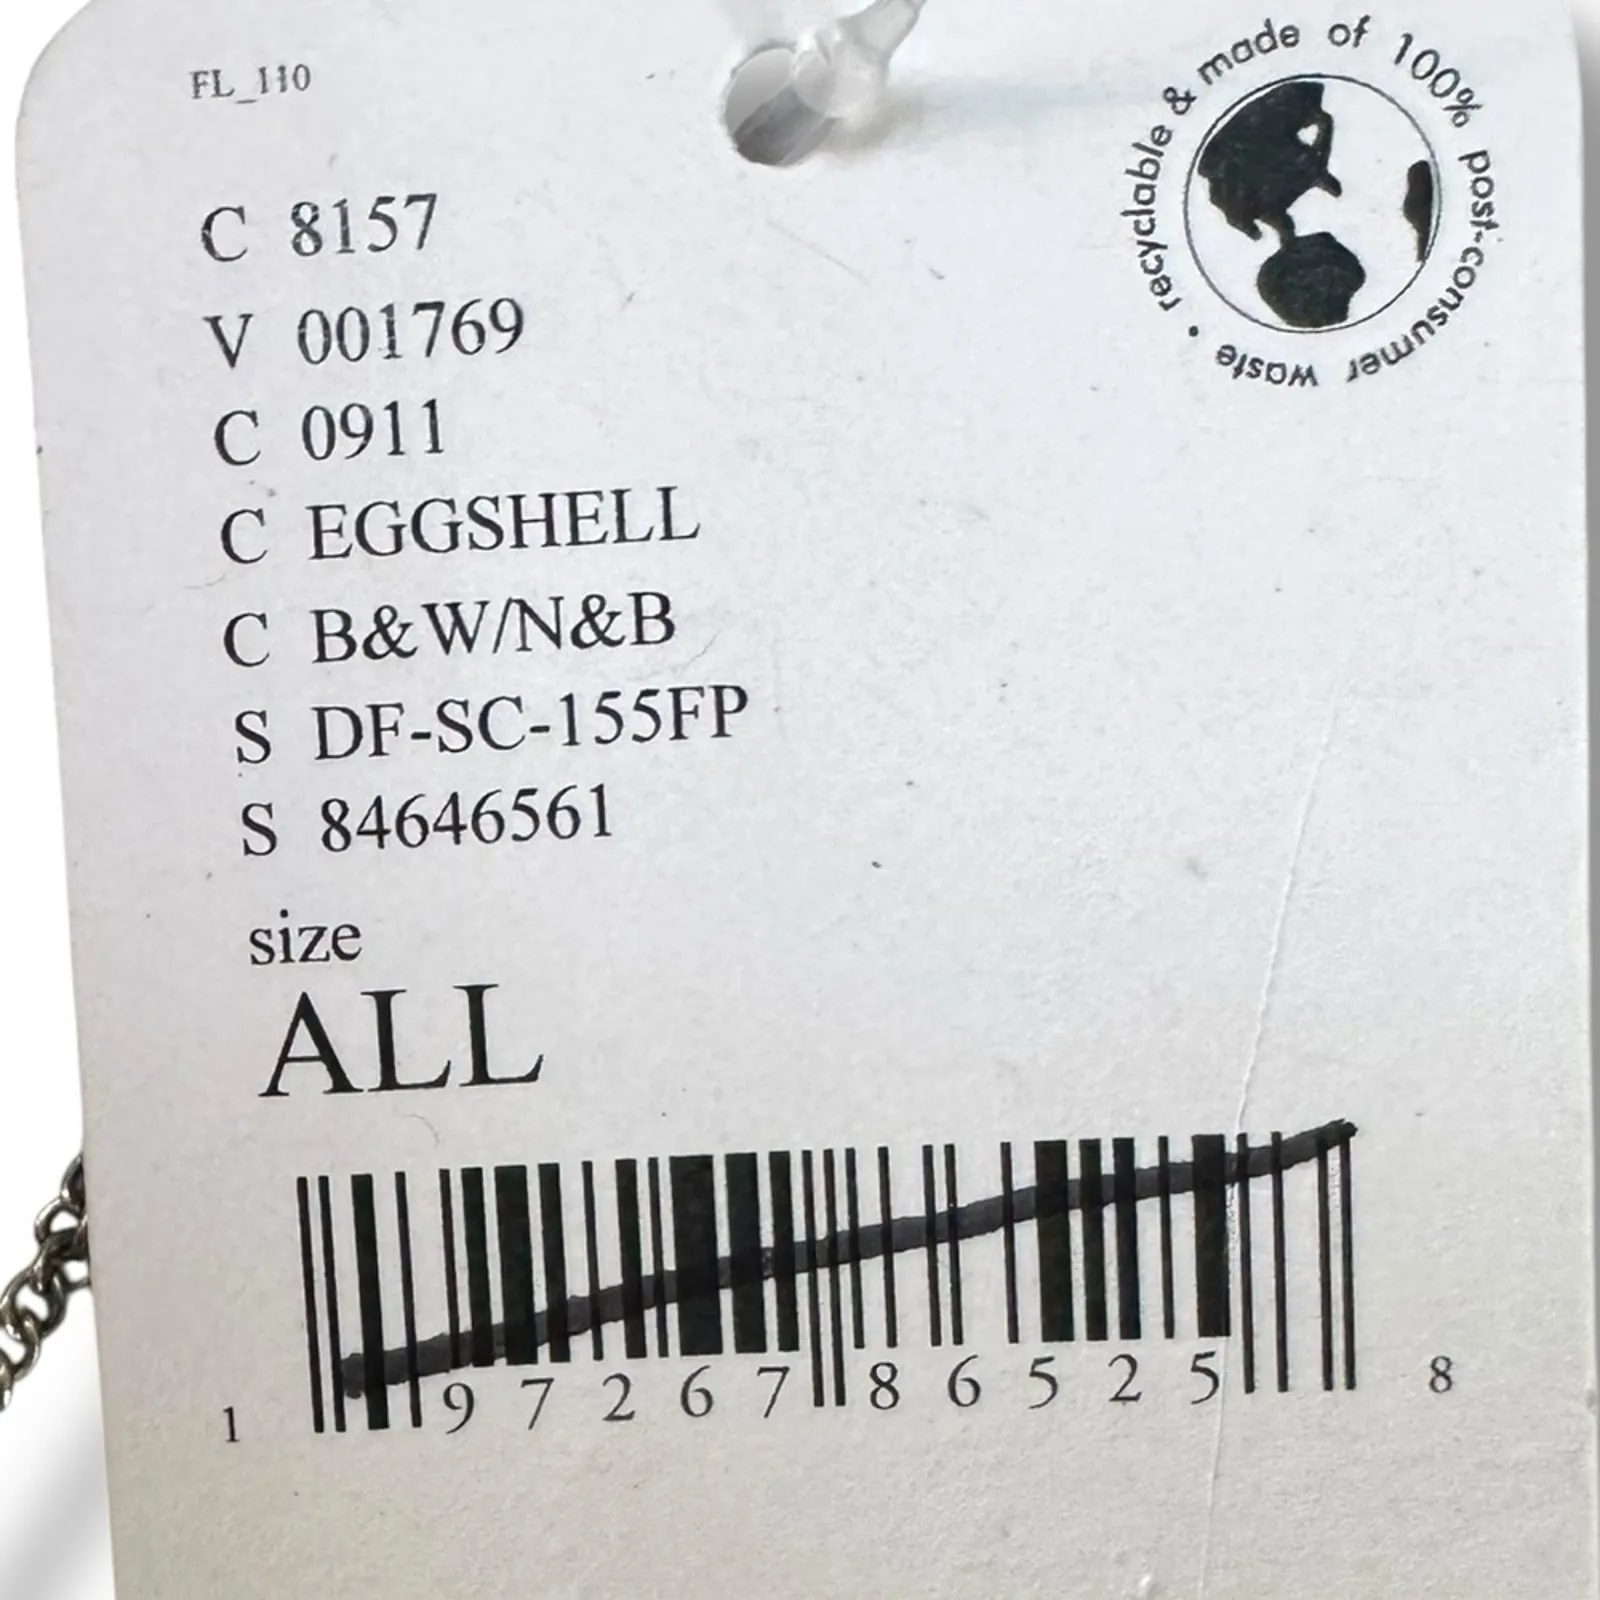 FL_110
recyclable & made of 100% post-consumer waste •
C 8157
V 001769
C 0911
C EGGSHELL
C B&W/N&B
S DF-SC-155FP
S 84646561
size
ALL
1 97267 86525 8